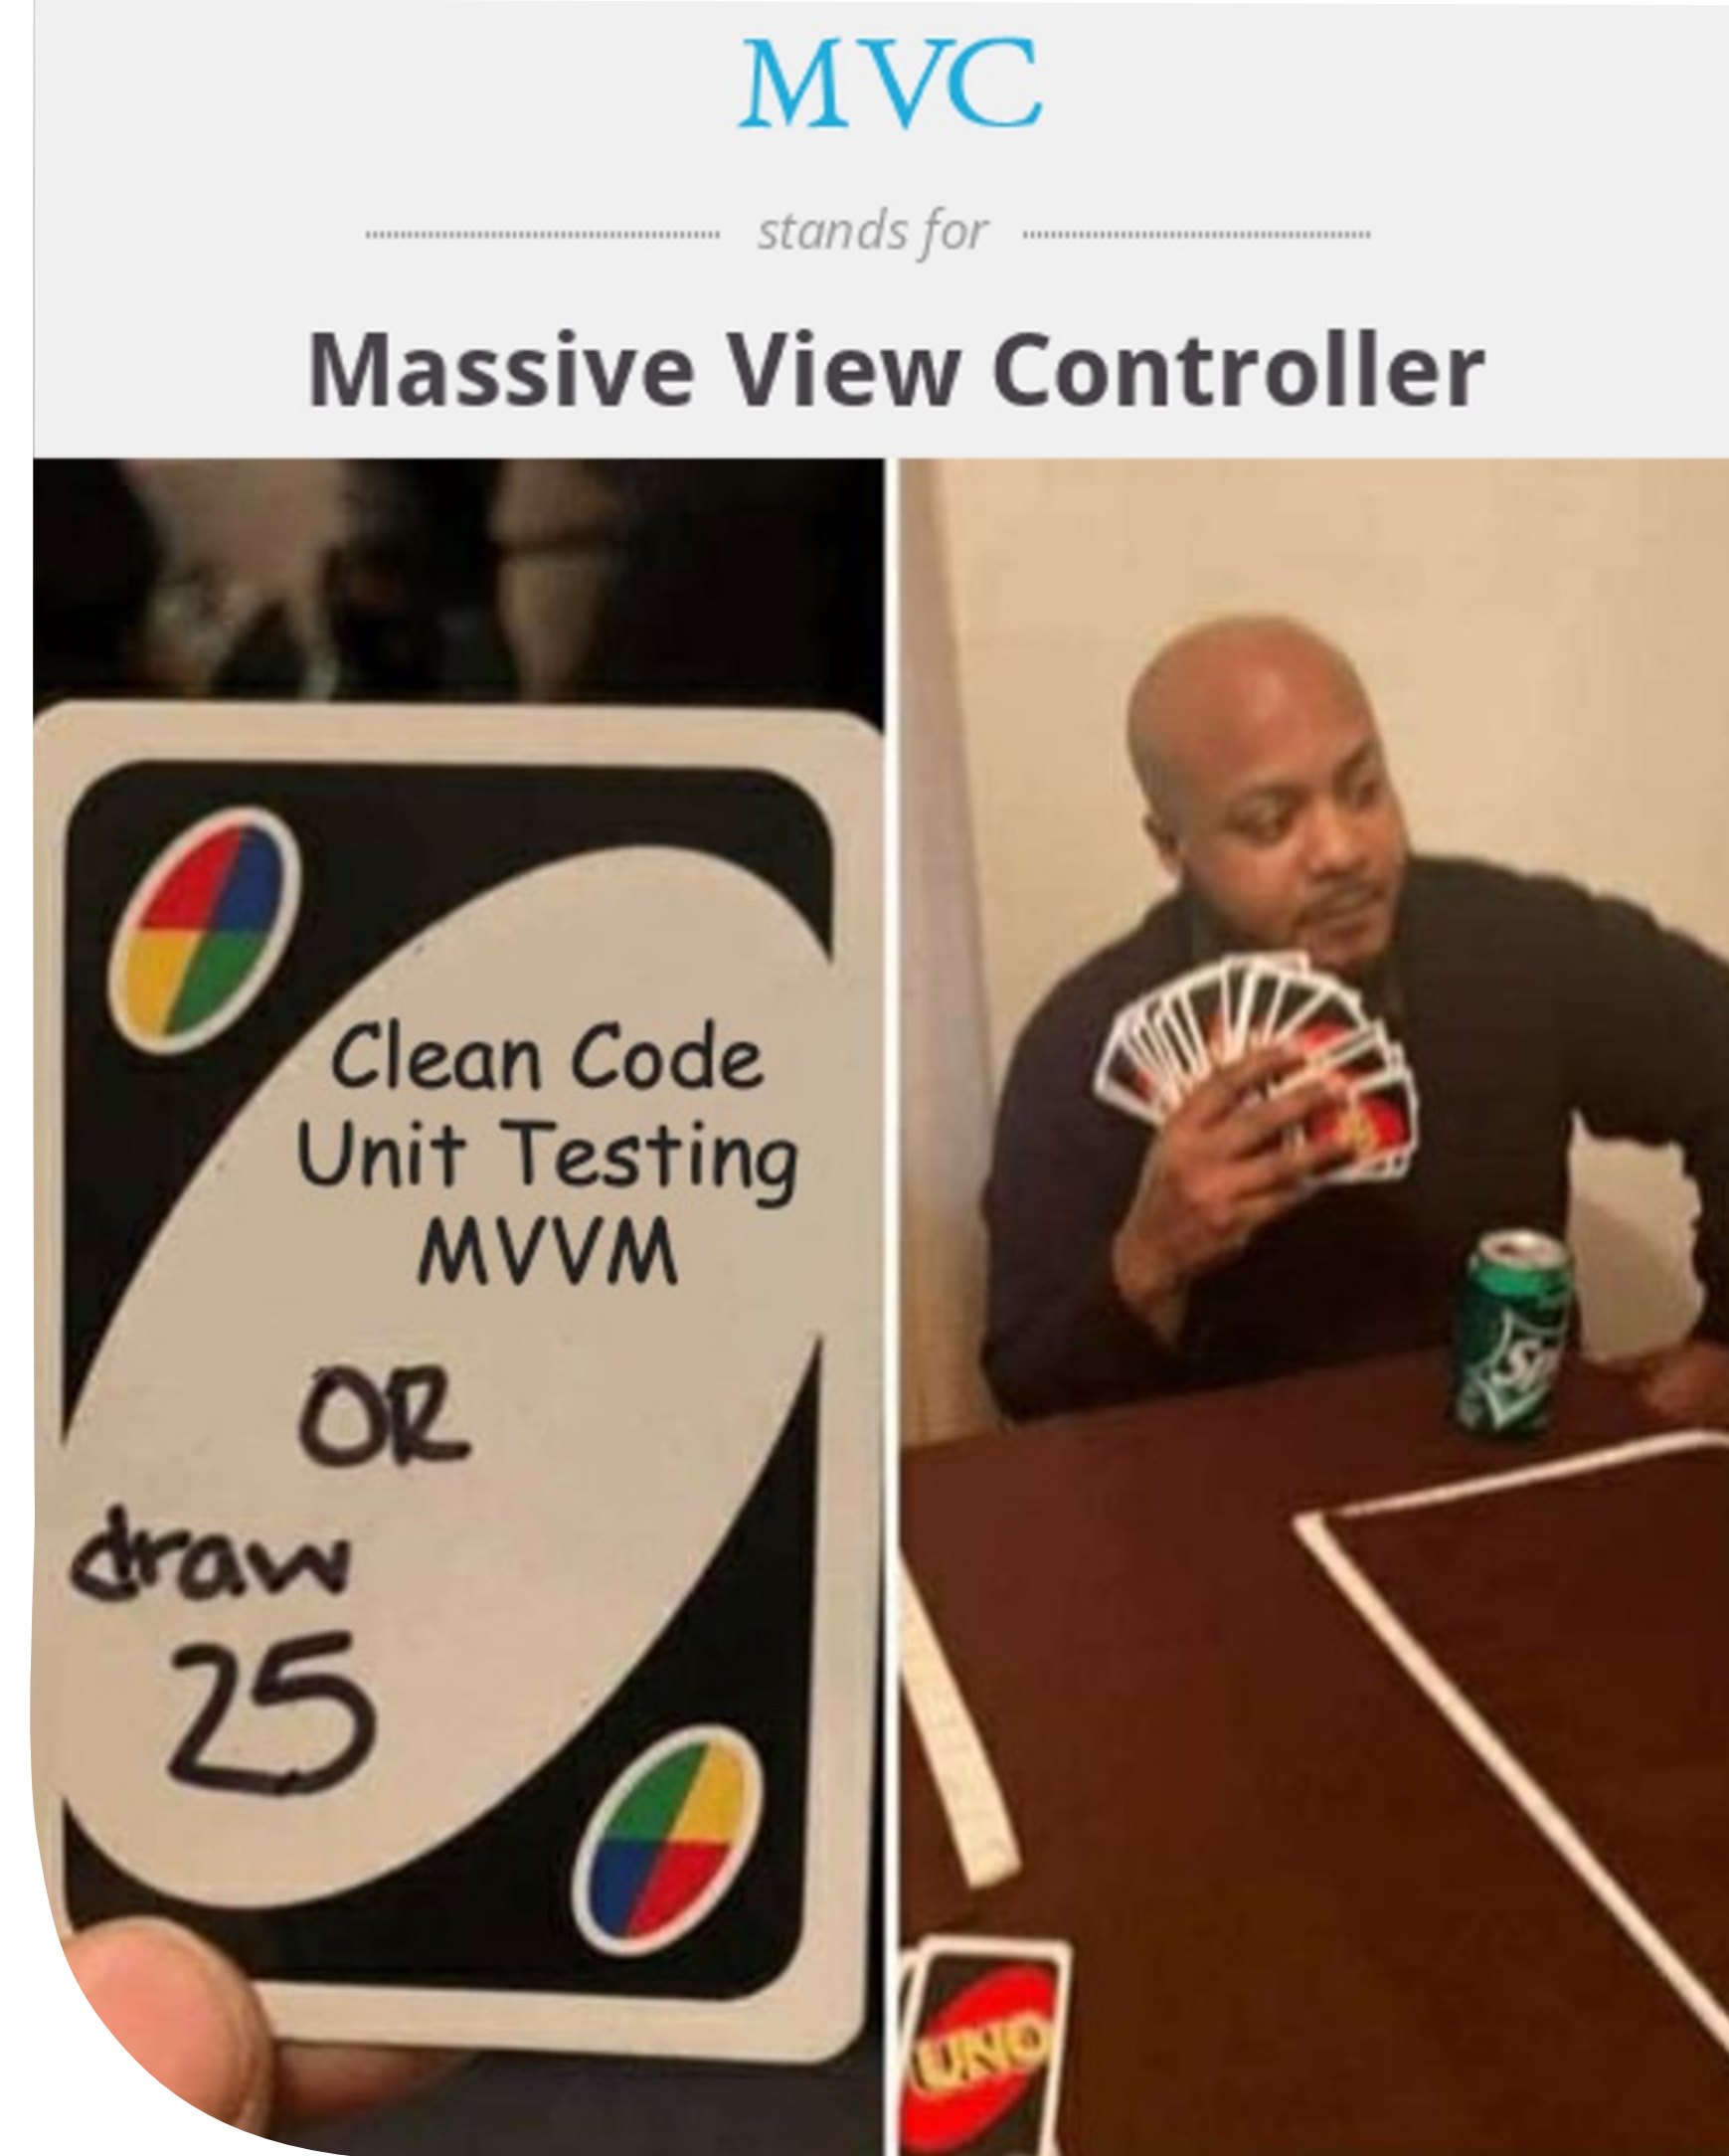 MVC
stands for
Massive View Controller
Clean Code
Unit Testing
MVVM
OR
draw
25
UNO